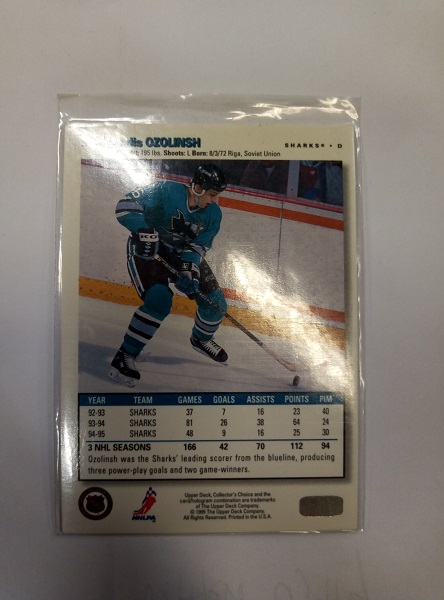 OZOLINSH
SHARKS® • D
195 lbs. Shoots: L Born: 8/3/72 Riga, Soviet Union
YEAR TEAM GAMES GOALS ASSISTS POINTS PIM
92-93 SHARKS 37 7 16 23 40
93-94 SHARKS 81 26 38 64 24
94-95 SHARKS 48 9 16 25 30
3 NHL SEASONS 166 42 70 112 94
Ozolinsh was the Sharks' leading scorer from the blueline, producing
three power-play goals and two game-winners.
Upper Deck, Collector's Choice and the
card/hologram combination are trademarks
of The Upper Deck Company.
© 1995 The Upper Deck Company.
All Rights Reserved. Printed in the U.S.A.
NHLPA